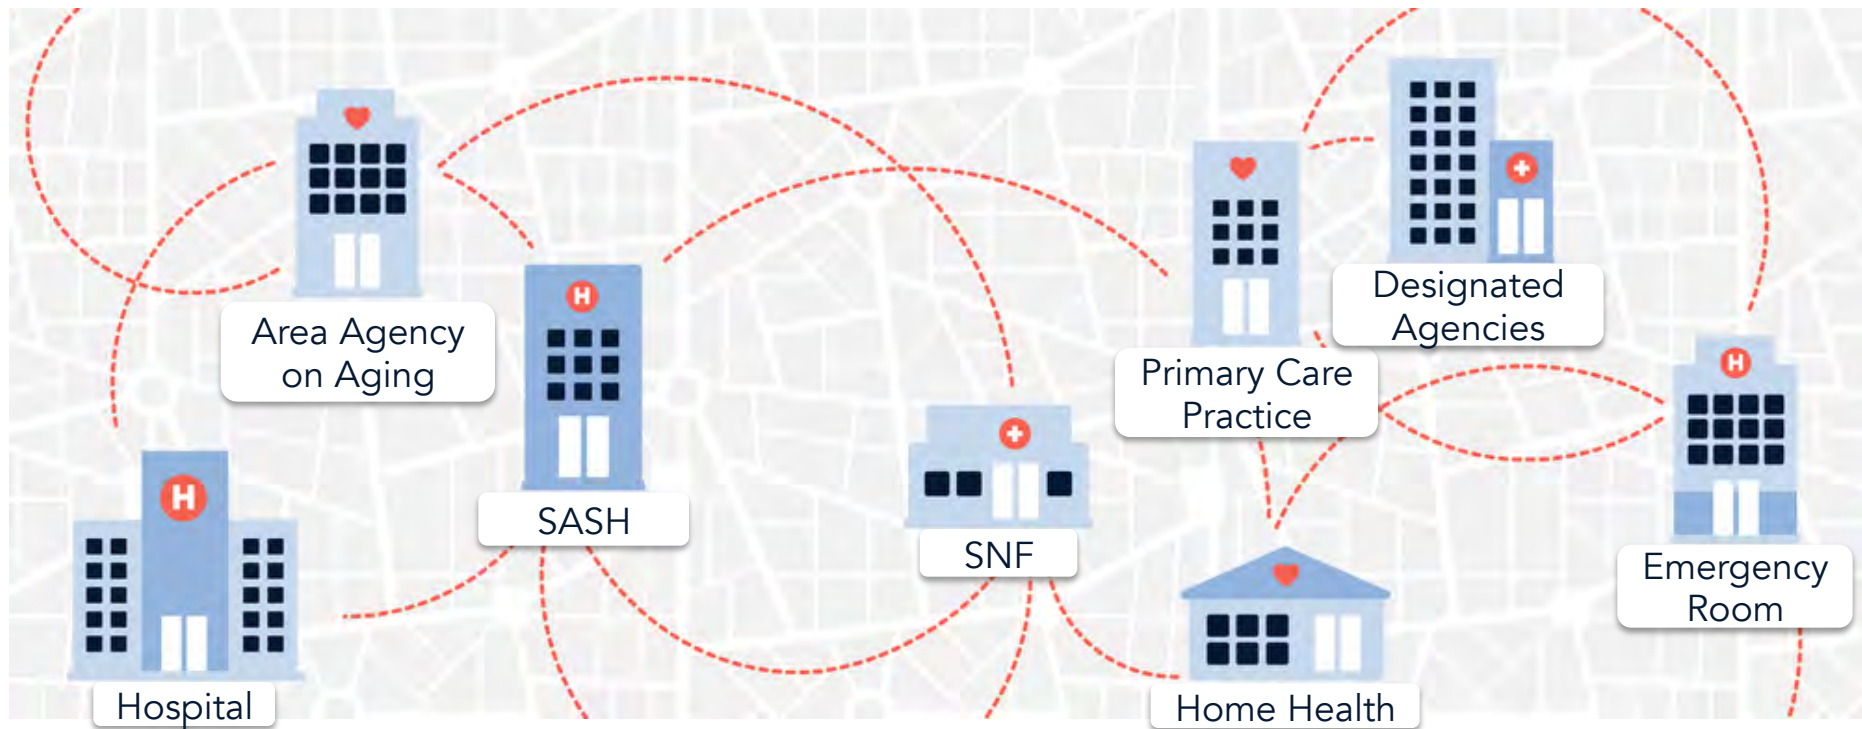 Area Agency
on Aging
SASH
Hospital
H
H
SNF
Primary Care
Practice
Designated
Agencies
Home Health
H
Emergency
Room